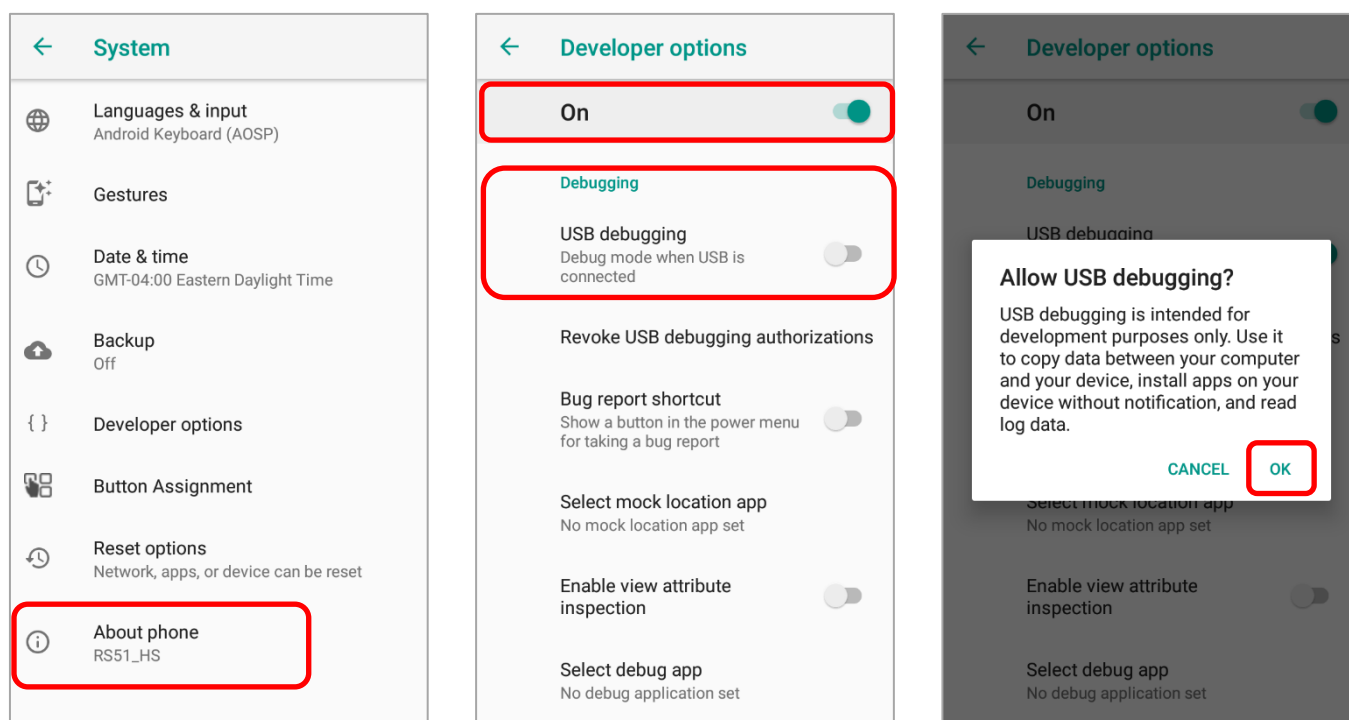 System
Languages & input
Android Keyboard (AOSP)
Gestures
Date & time
GMT-04:00 Eastern Daylight Time
Backup
Off
{ }
Developer options
Button Assignment
Reset options
Network, apps, or device can be reset
About phone
RS51_HS
Developer options
On
Debugging
USB debugging
Debug mode when USB is
connected
Revoke USB debugging authorizations
Bug report shortcut
Show a button in the power menu
for taking a bug report
Select mock location app
No mock location app set
Enable view attribute
inspection
Select debug app
No debug application set
Developer options
On
Debugging
USB debugging
Allow USB debugging?
USB debugging is intended for
development purposes only. Use it
to copy data between your computer
and your device, install apps on your
device without notification, and read
log data.
CANCEL OK
s
Select mock location app
No mock location app set
Enable view attribute
inspection
Select debug app
No debug application set